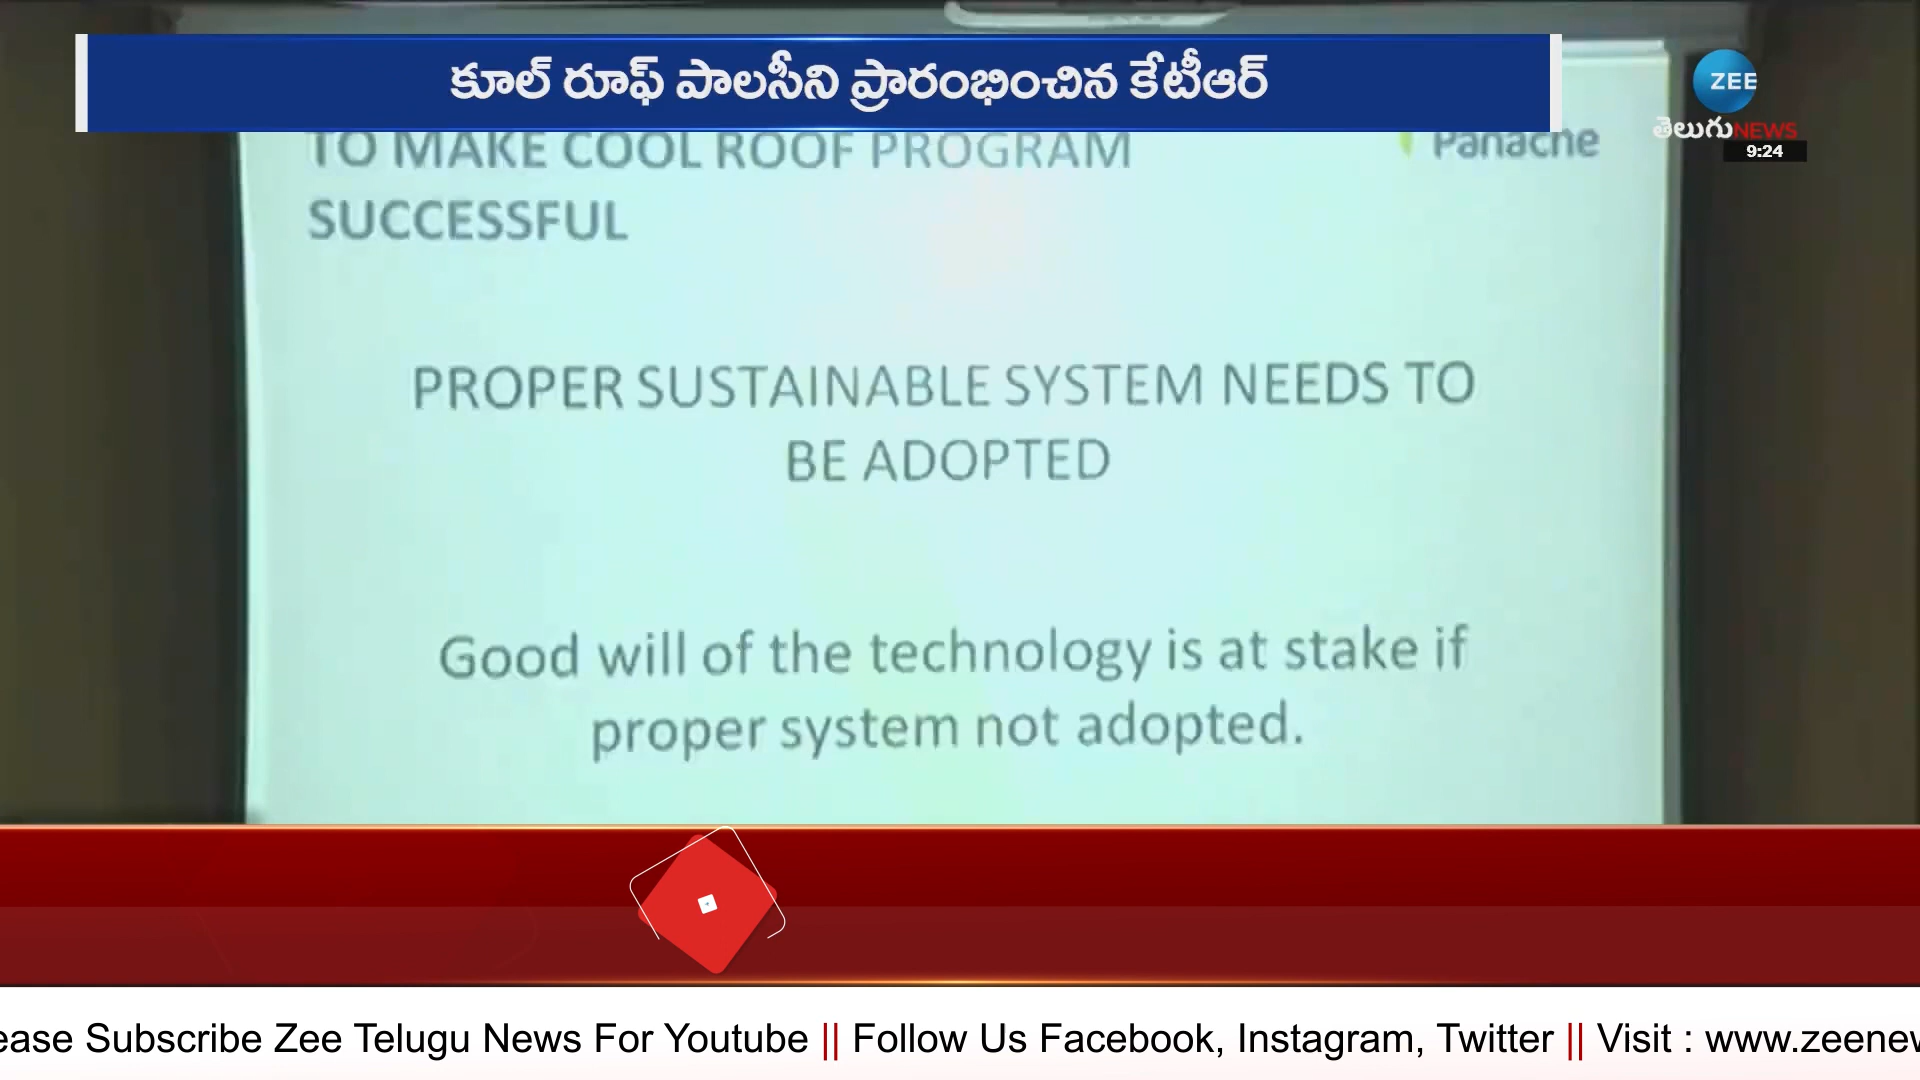 కూల్ రూఫ్ పాలసీని ప్రారంభించిన కేటీఆర్
ZEE
తెలుగు NEWS
9:24
TO MAKE COOL ROOF PROGRAM
Panache
SUCCESSFUL
PROPER SUSTAINABLE SYSTEM NEEDS TO
BE ADOPTED
Good will of the technology is at stake if
proper system not adopted.
ease Subscribe Zee Telugu News For Youtube || Follow Us Facebook, Instagram, Twitter || Visit : www.zeenew